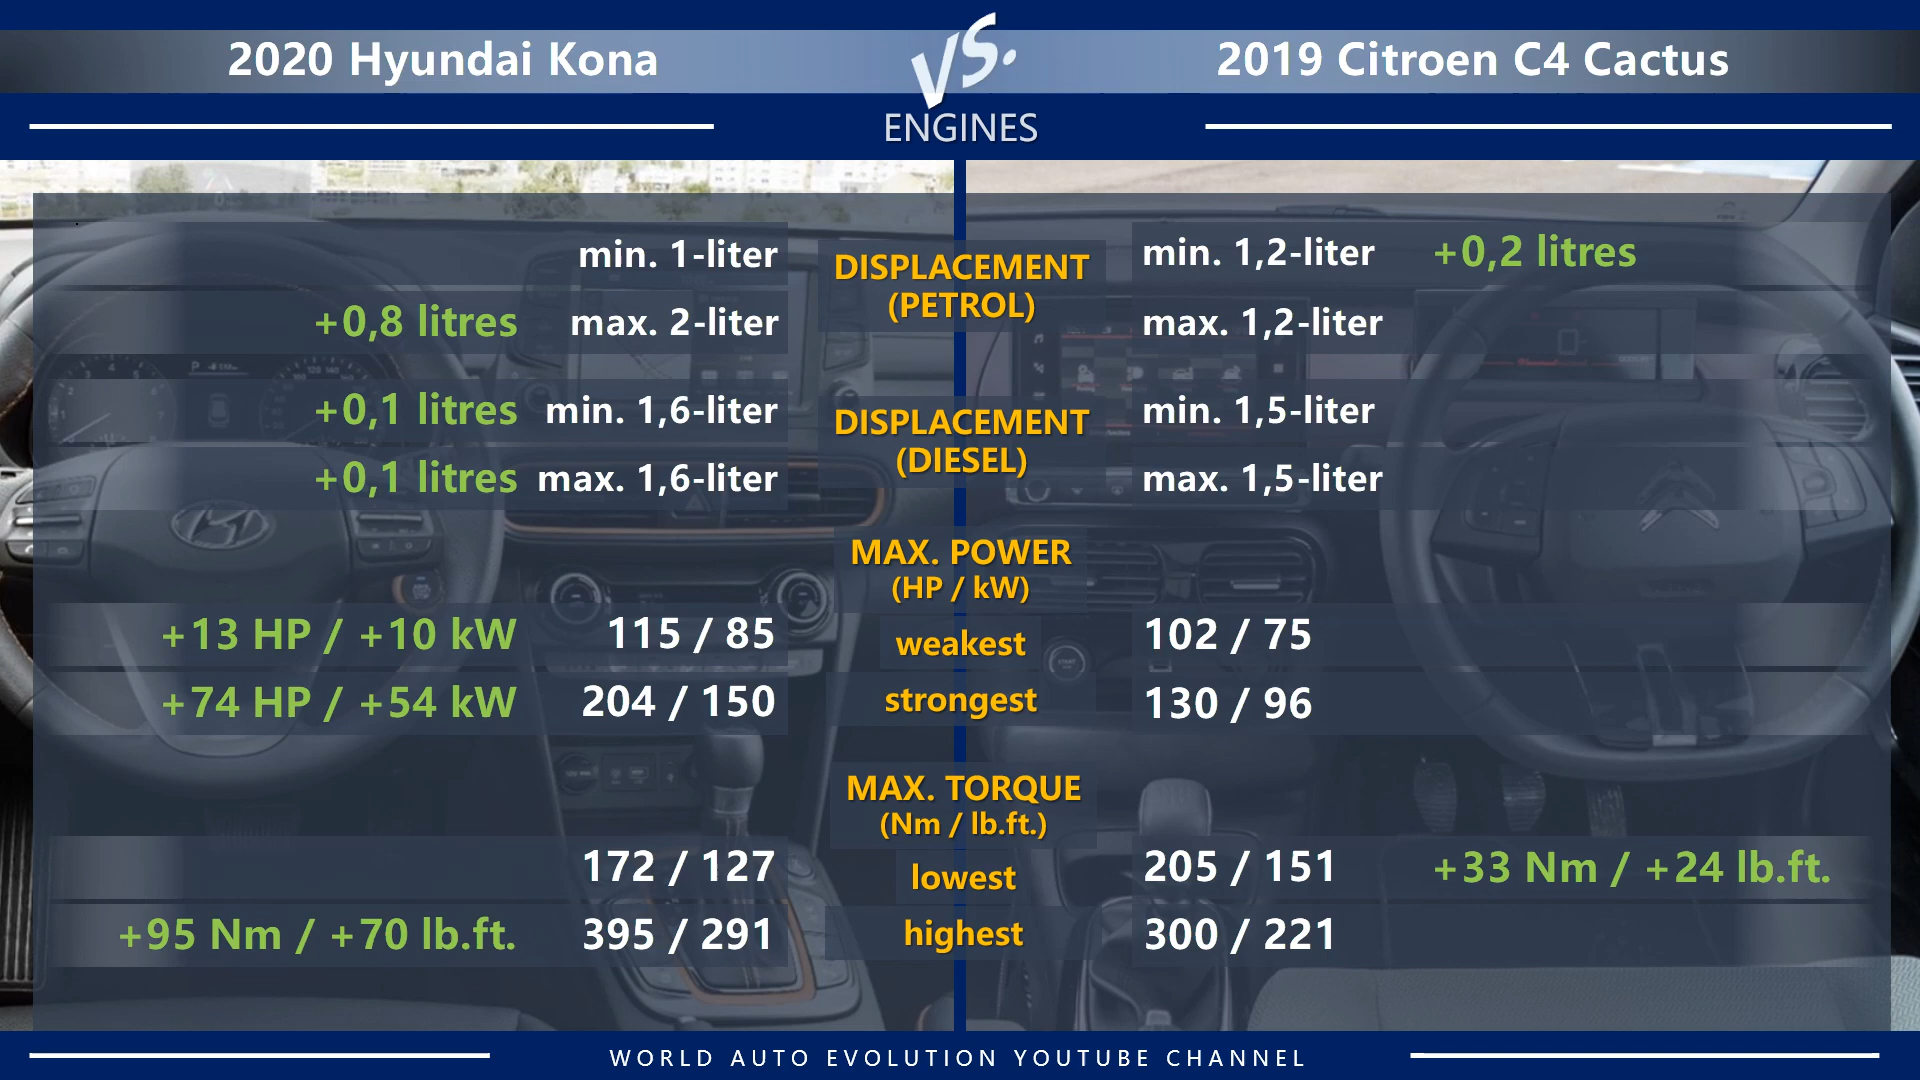 2020 Hyundai Kona
VS.
2019 Citroen C4 Cactus
ENGINES
min. 1-liter
DISPLACEMENT
(PETROL)
min. 1,2-liter +0,2 litres
+0,8 litres max. 2-liter
max. 1,2-liter
+0,1 litres min. 1,6-liter
DISPLACEMENT
(DIESEL)
min. 1,5-liter
+0,1 litres max. 1,6-liter
max. 1,5-liter
MAX. POWER
(HP / kW)
+13 HP / +10 kW 115 / 85
weakest
102 / 75
+74 HP / +54 kW 204 / 150
strongest
130 / 96
MAX. TORQUE
(Nm / lb.ft.)
172 / 127
lowest
205 / 151 +33 Nm / +24 lb.ft.
+95 Nm / +70 lb.ft. 395 / 291
highest
300 / 221
WORLD AUTO EVOLUTION YOUTUBE CHANNEL